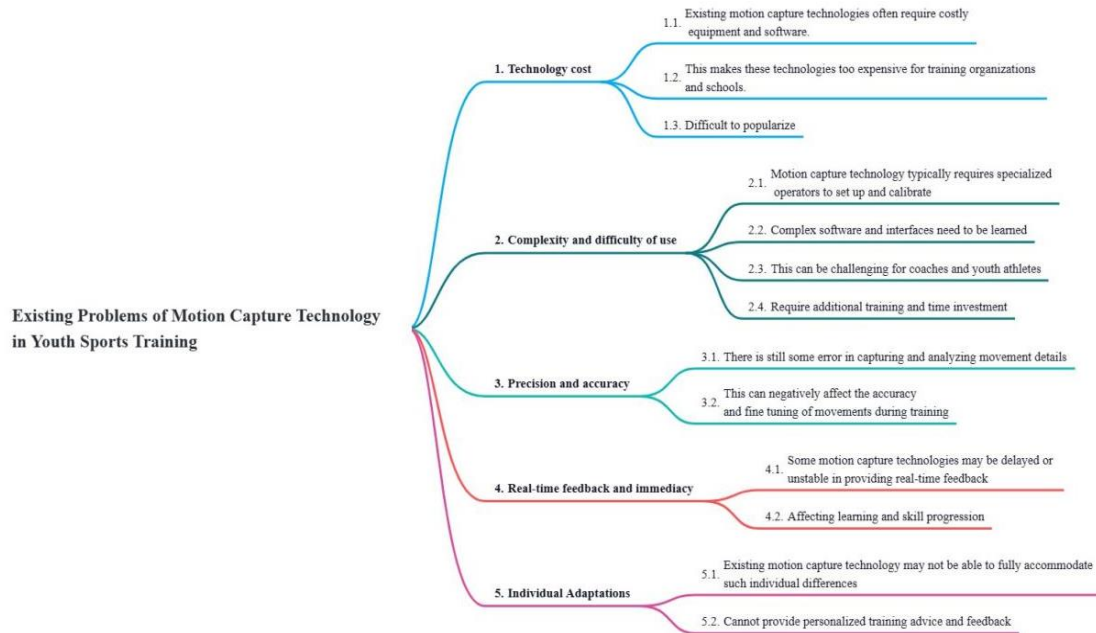 Existing Problems of Motion Capture Technology
in Youth Sports Training
1. Technology cost
1.1. Existing motion capture technologies often require costly
equipment and software.
1.2. This makes these technologies too expensive for training organizations
and schools.
1.3. Difficult to popularize
2. Complexity and difficulty of use
2.1. Motion capture technology typically requires specialized
operators to set up and calibrate
2.2. Complex software and interfaces need to be learned
2.3. This can be challenging for coaches and youth athletes
2.4. Require additional training and time investment
3. Precision and accuracy
3.1. There is still some error in capturing and analyzing movement details
3.2. This can negatively affect the accuracy
and fine tuning of movements during training
4. Real-time feedback and immediacy
4.1. Some motion capture technologies may be delayed or
unstable in providing real-time feedback
4.2. Affecting learning and skill progression
5. Individual Adaptations
5.1. Existing motion capture technology may not be able to fully accommodate
such individual differences
5.2. Cannot provide personalized training advice and feedback